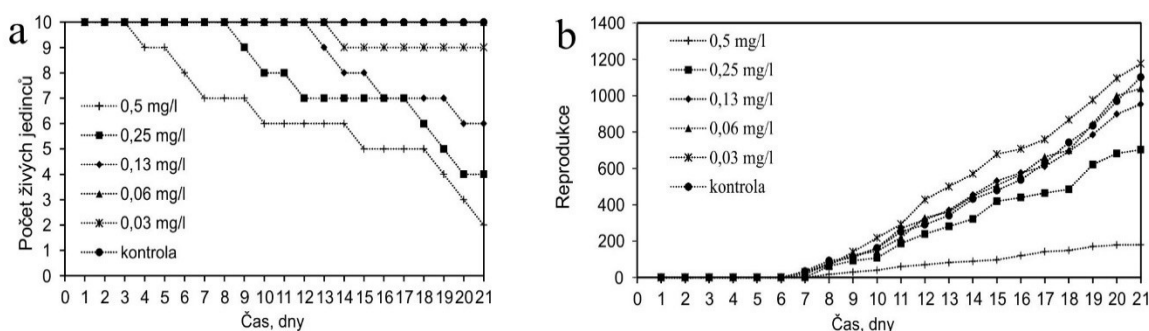 a
Počet živých jedinců
10
9
8
7
6
5
4
3
2
1
0
0,5 mg/l
0,25 mg/l
0,13 mg/l
0,06 mg/l
0,03 mg/l
kontrola
0 1 2 3 4 5 6 7 8 9 10 11 12 13 14 15 16 17 18 19 20 21
Čas, dny
b
Reprodukce
1400
1200
1000
800
600
400
200
0
0,5 mg/l
0,25 mg/l
0,13 mg/l
0,06 mg/l
0,03 mg/l
kontrola
0 1 2 3 4 5 6 7 8 9 10 11 12 13 14 15 16 17 18 19 20 21
Čas, dny